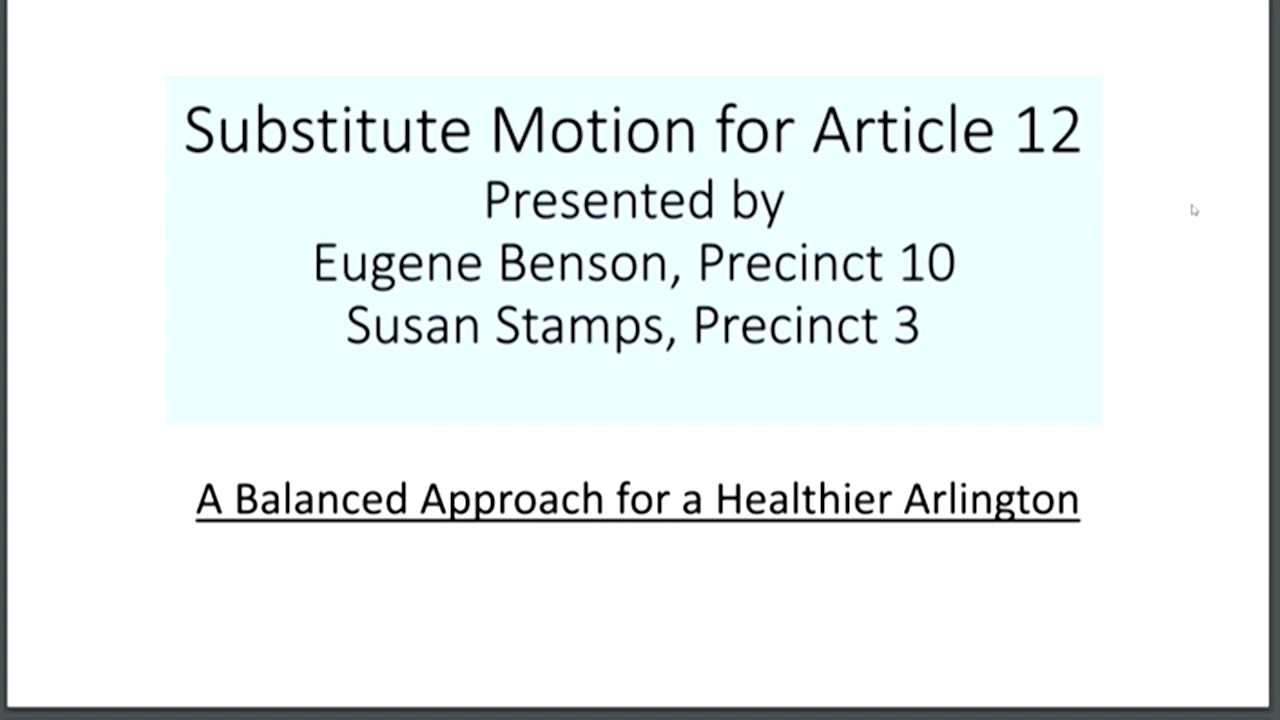 Substitute Motion for Article 12
Presented by
Eugene Benson, Precinct 10
Susan Stamps, Precinct 3
A Balanced Approach for a Healthier Arlington